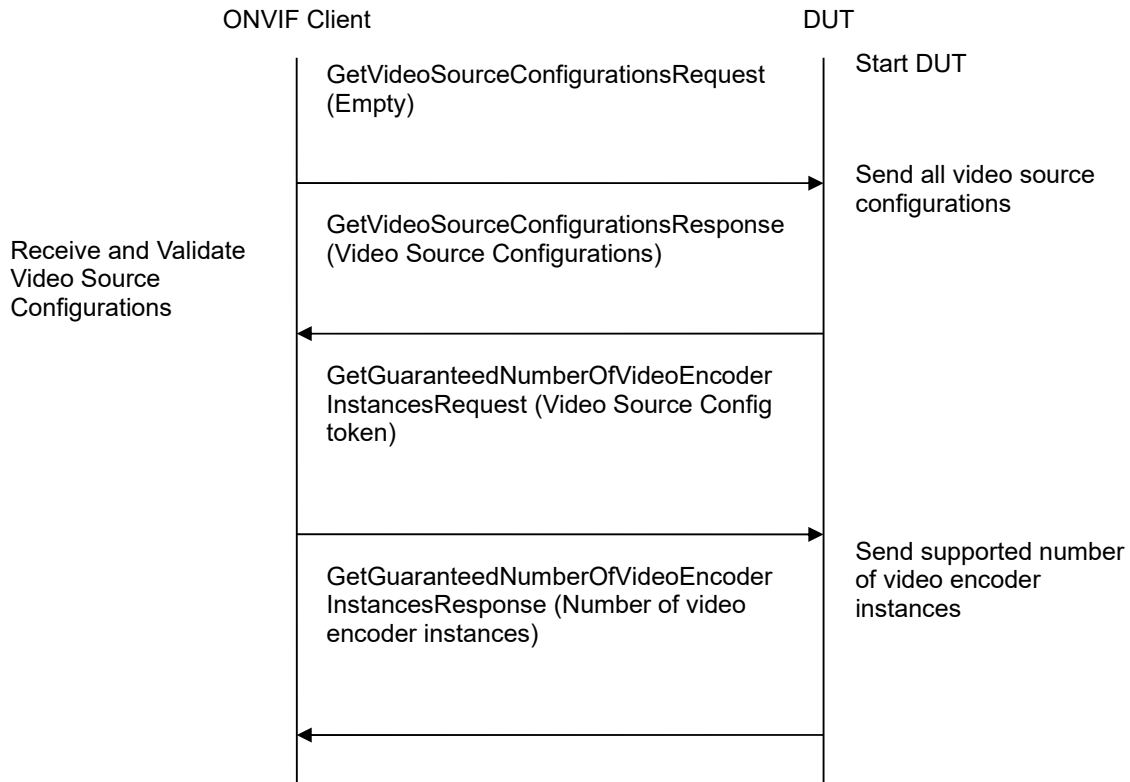 ONVIF Client
DUT
Start DUT
GetVideoSourceConfigurationsRequest
(Empty)
Send all video source
configurations
GetVideoSourceConfigurationsResponse
(Video Source Configurations)
Receive and Validate
Video Source
Configurations
GetGuaranteedNumberOfVideoEncoder
InstancesRequest (Video Source Config
token)
Send supported number
of video encoder
instances
GetGuaranteedNumberOfVideoEncoder
InstancesResponse (Number of video
encoder instances)